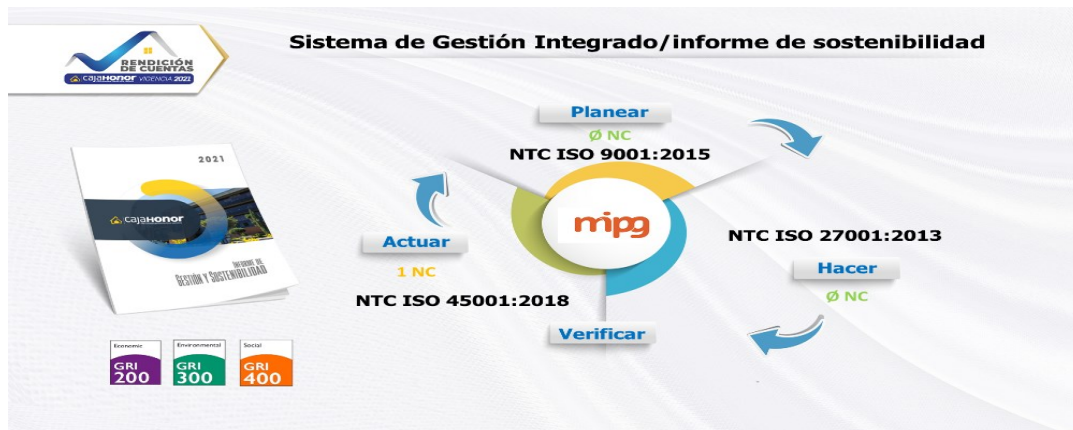 Sistema de Gestión Integrado/informe de sostenibilidad
RENDICIÓN
DE CUENTAS
CajaHonor VIGENCIA 2021
Planear
Ø NC
NTC ISO 9001:2015
2021
CajaHonor
INFORME DE
GESTIÓN Y SOSTENIBILIDAD
mipg
Actuar
1 NC
NTC ISO 45001:2018
NTC ISO 27001:2013
Hacer
Ø NC
Verificar
Economic
GRI
200
Environmental
GRI
300
Social
GRI
400